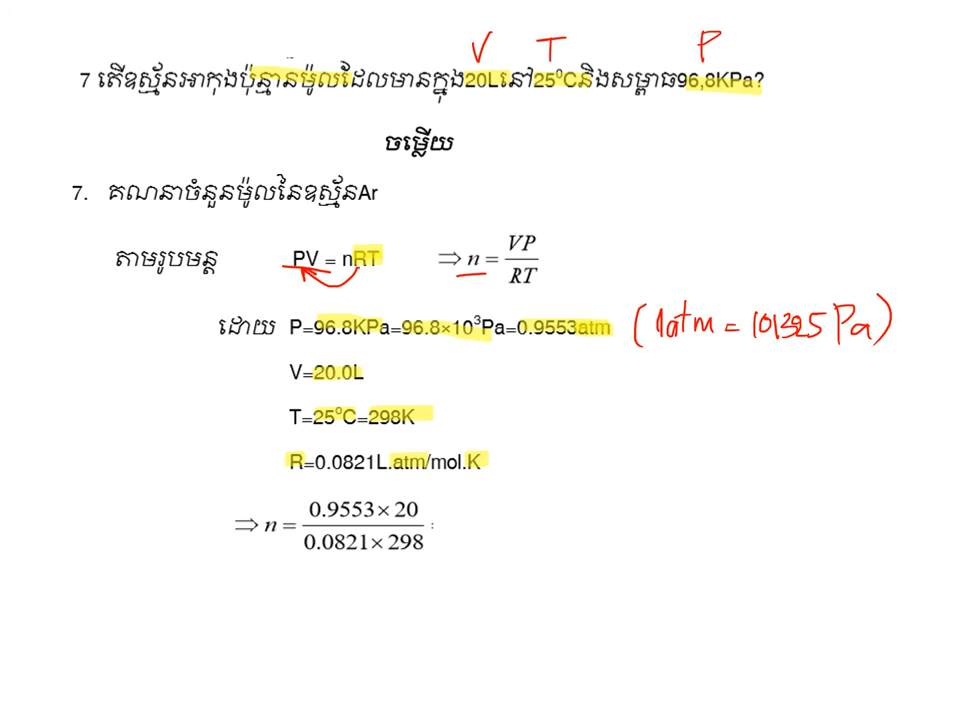 V T P
7 តើឧស្ម័នអាកុងប៉ុន្មានម៉ូលដែលមានក្នុង20Lនៅ25⁰Cនិងសម្ពាធ96,8KPa?
ចម្លើយ
7. គណនាចំនួនម៉ូលនៃឧស្ម័នAr
តាមរូបមន្ត PV = nRT ⇒ n = VP / RT
ដោយ P=96.8KPa=96.8×10³Pa=0.9553atm (1atm = 101325 Pa)
V=20.0L
T=25⁰C=298K
R=0.0821L.atm/mol.K
⇒ n = 0.9553 × 20 / 0.0821 × 298